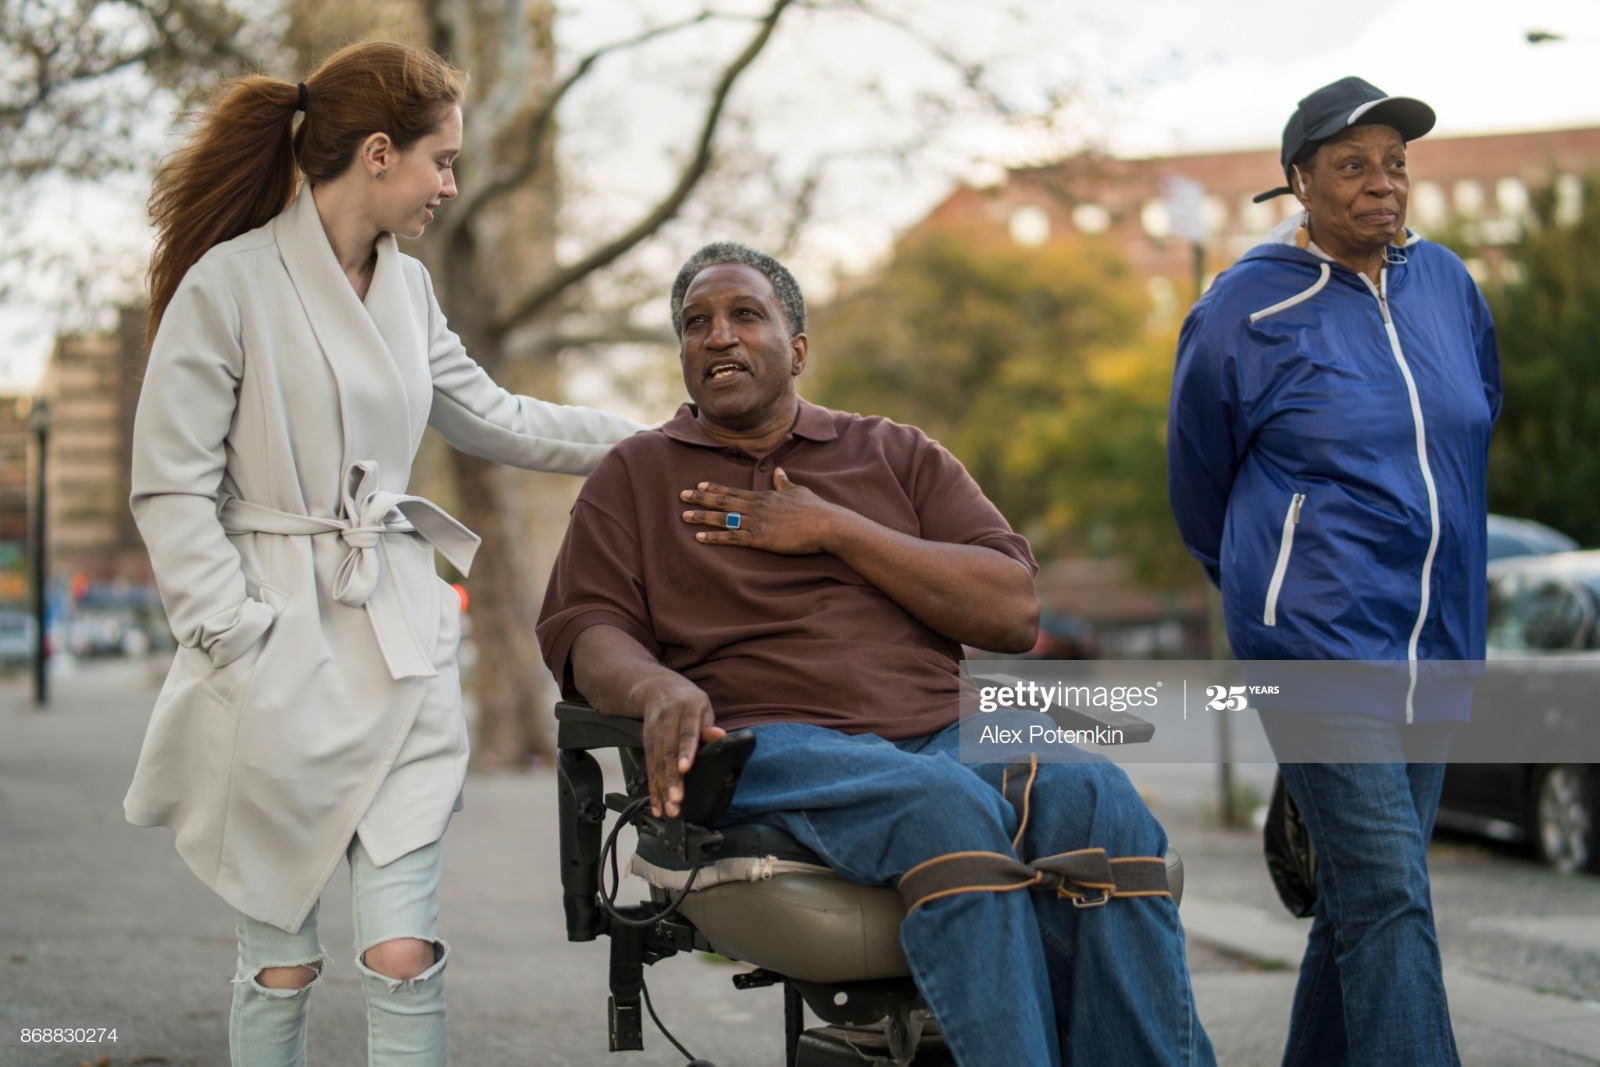 gettyimages® | 25 YEARS
Alex Potemkin
868830274